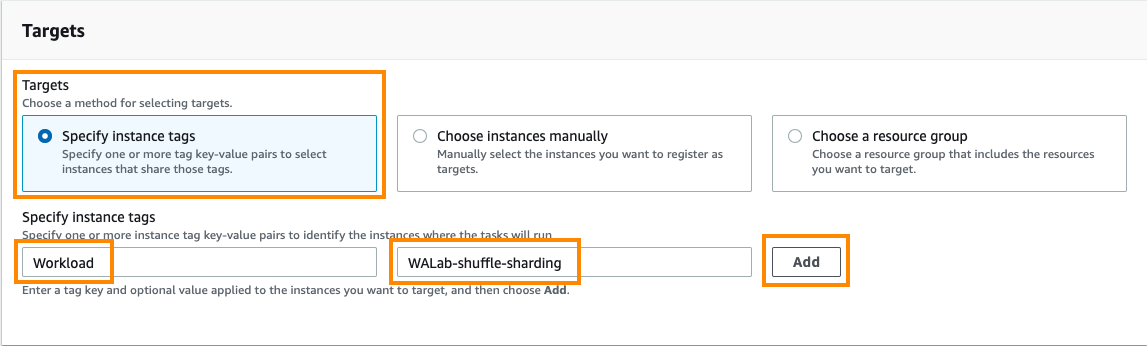 Targets
Targets
Choose a method for selecting targets.
Specify instance tags
Specify one or more tag key-value pairs to select
instances that share those tags.
Choose instances manually
Manually select the instances you want to register as
targets.
Choose a resource group
Choose a resource group that includes the resources
you want to target.
Specify instance tags
Specify one or more instance tag key-value pairs to identify the instances where the tasks will run
Workload
WALab-shuffle-sharding
Add
Enter a tag key and optional value applied to the instances you want to target, and then choose Add.